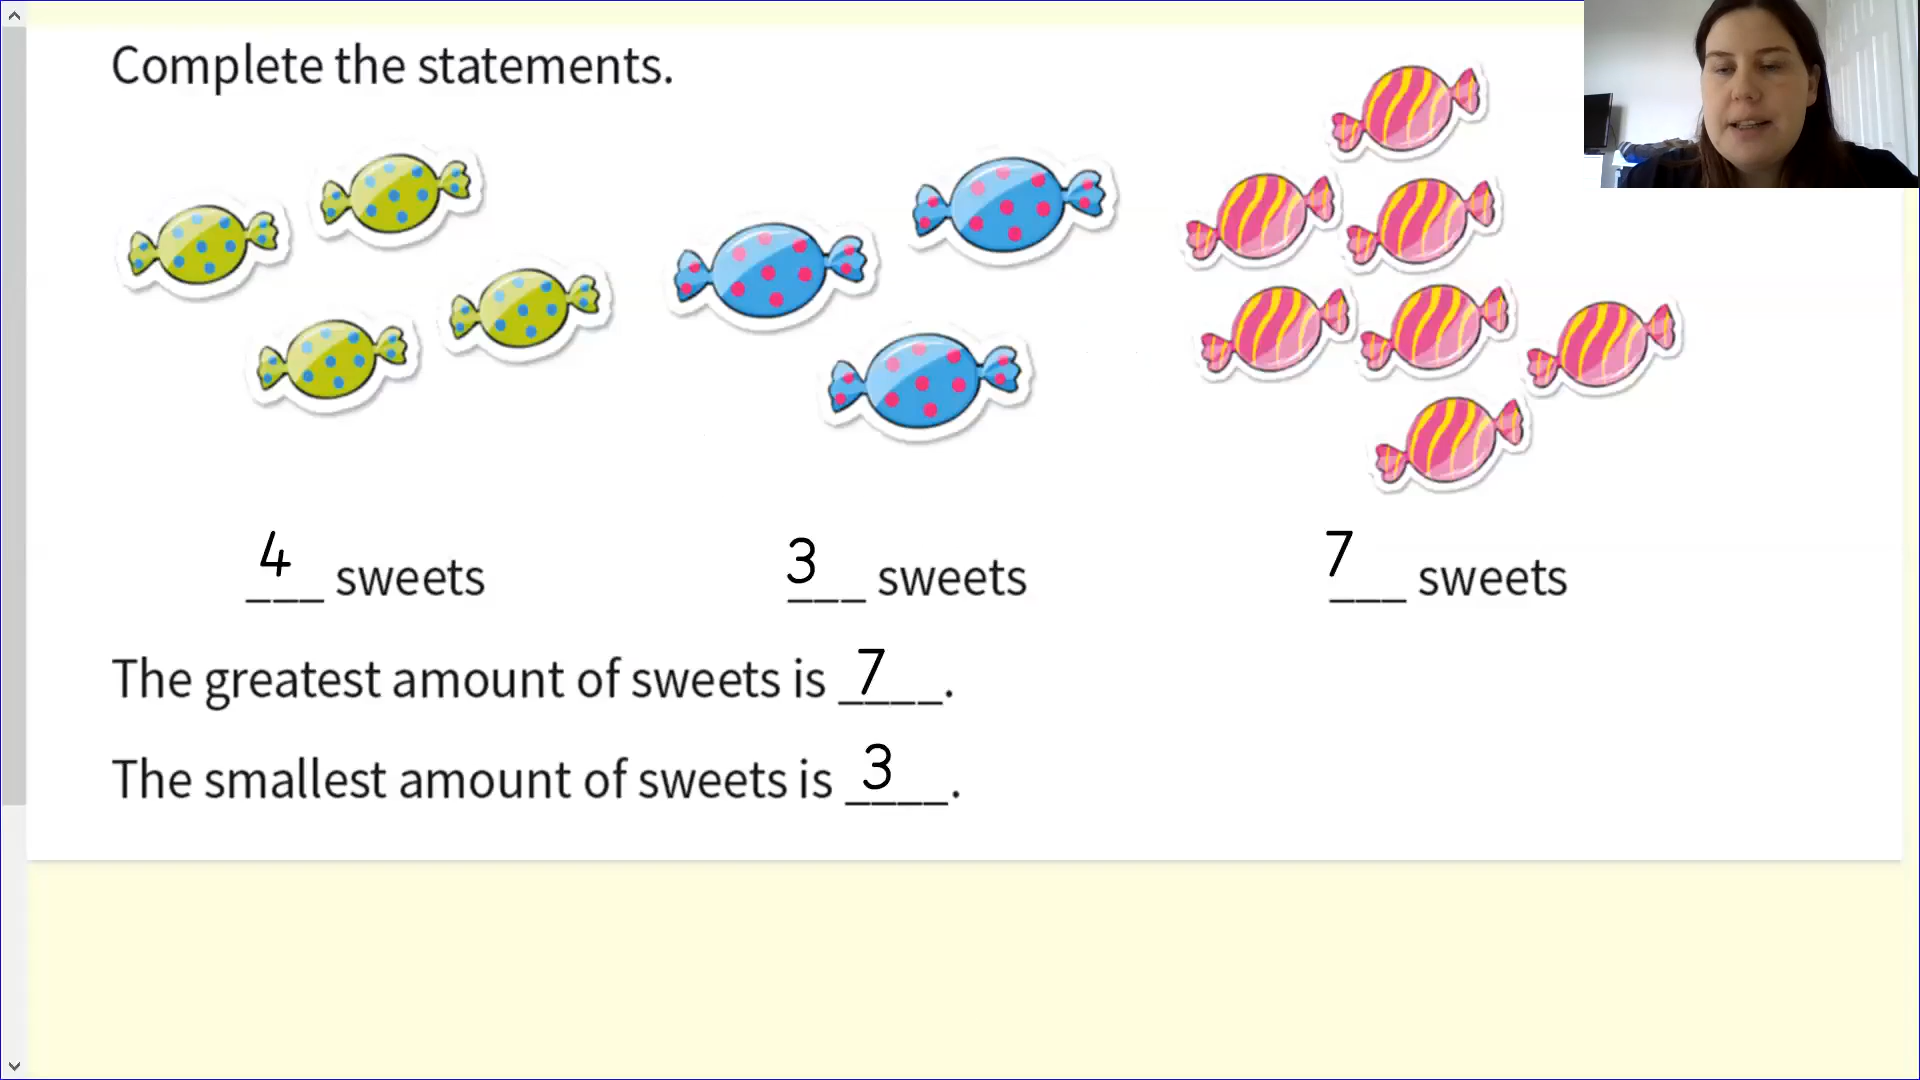 Complete the statements.
4 sweets 3 sweets 7 sweets
The greatest amount of sweets is 7.
The smallest amount of sweets is 3.